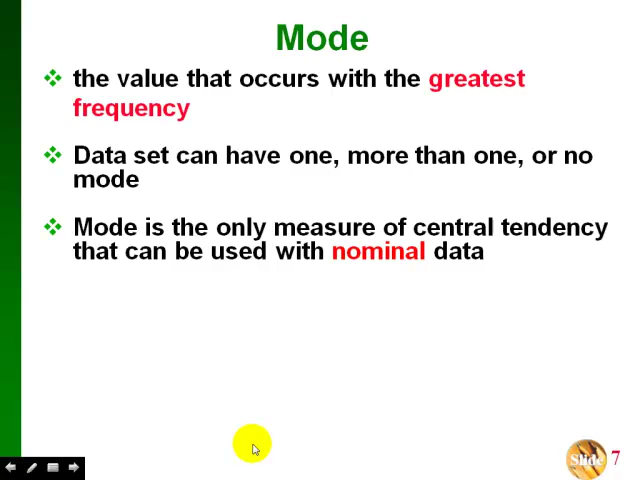 Mode
the value that occurs with the greatest
frequency
Data set can have one, more than one, or no
mode
Mode is the only measure of central tendency
that can be used with nominal data
Slide 7